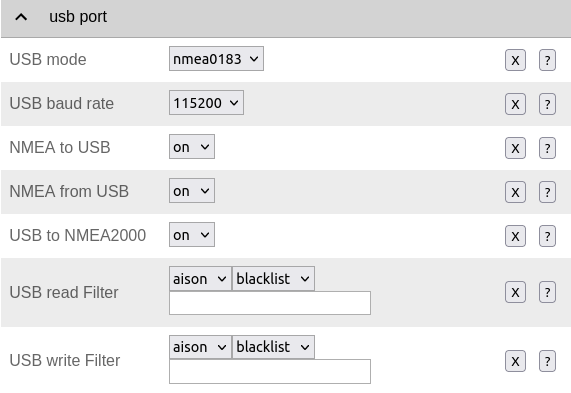 usb port
USB mode nmea0183 X ?
USB baud rate 115200 X ?
NMEA to USB on X ?
NMEA from USB on X ?
USB to NMEA2000 on X ?
USB read Filter aison blacklist X ?
USB write Filter aison blacklist X ?